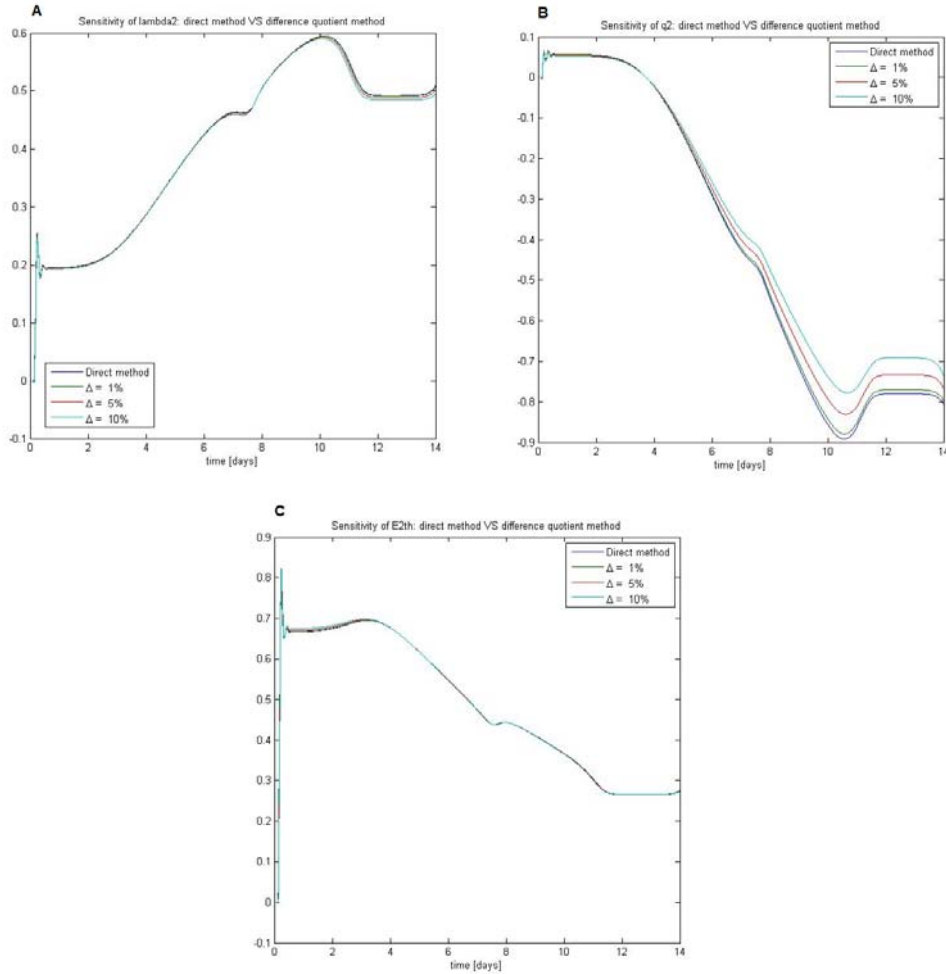 A
Sensitivity of lambda2: direct method VS difference quotient method
0.6
0.5
0.4
0.3
0.2
0.1
0
-0.1
0 2 4 6 8 10 12 14
time [days]
Direct method
Δ = 1%
Δ = 5%
Δ = 10%
B
Sensitivity of q2: direct method VS difference quotient method
0.1
0
-0.1
-0.2
-0.3
-0.4
-0.5
-0.6
-0.7
-0.8
-0.9
0 2 4 6 8 10 12 14
time [days]
Direct method
Δ = 1%
Δ = 5%
Δ = 10%
C
Sensitivity of E2th: direct method VS difference quotient method
0.9
0.8
0.7
0.6
0.5
0.4
0.3
0.2
0.1
0
-0.1
0 2 4 6 8 10 12 14
time [days]
Direct method
Δ = 1%
Δ = 5%
Δ = 10%